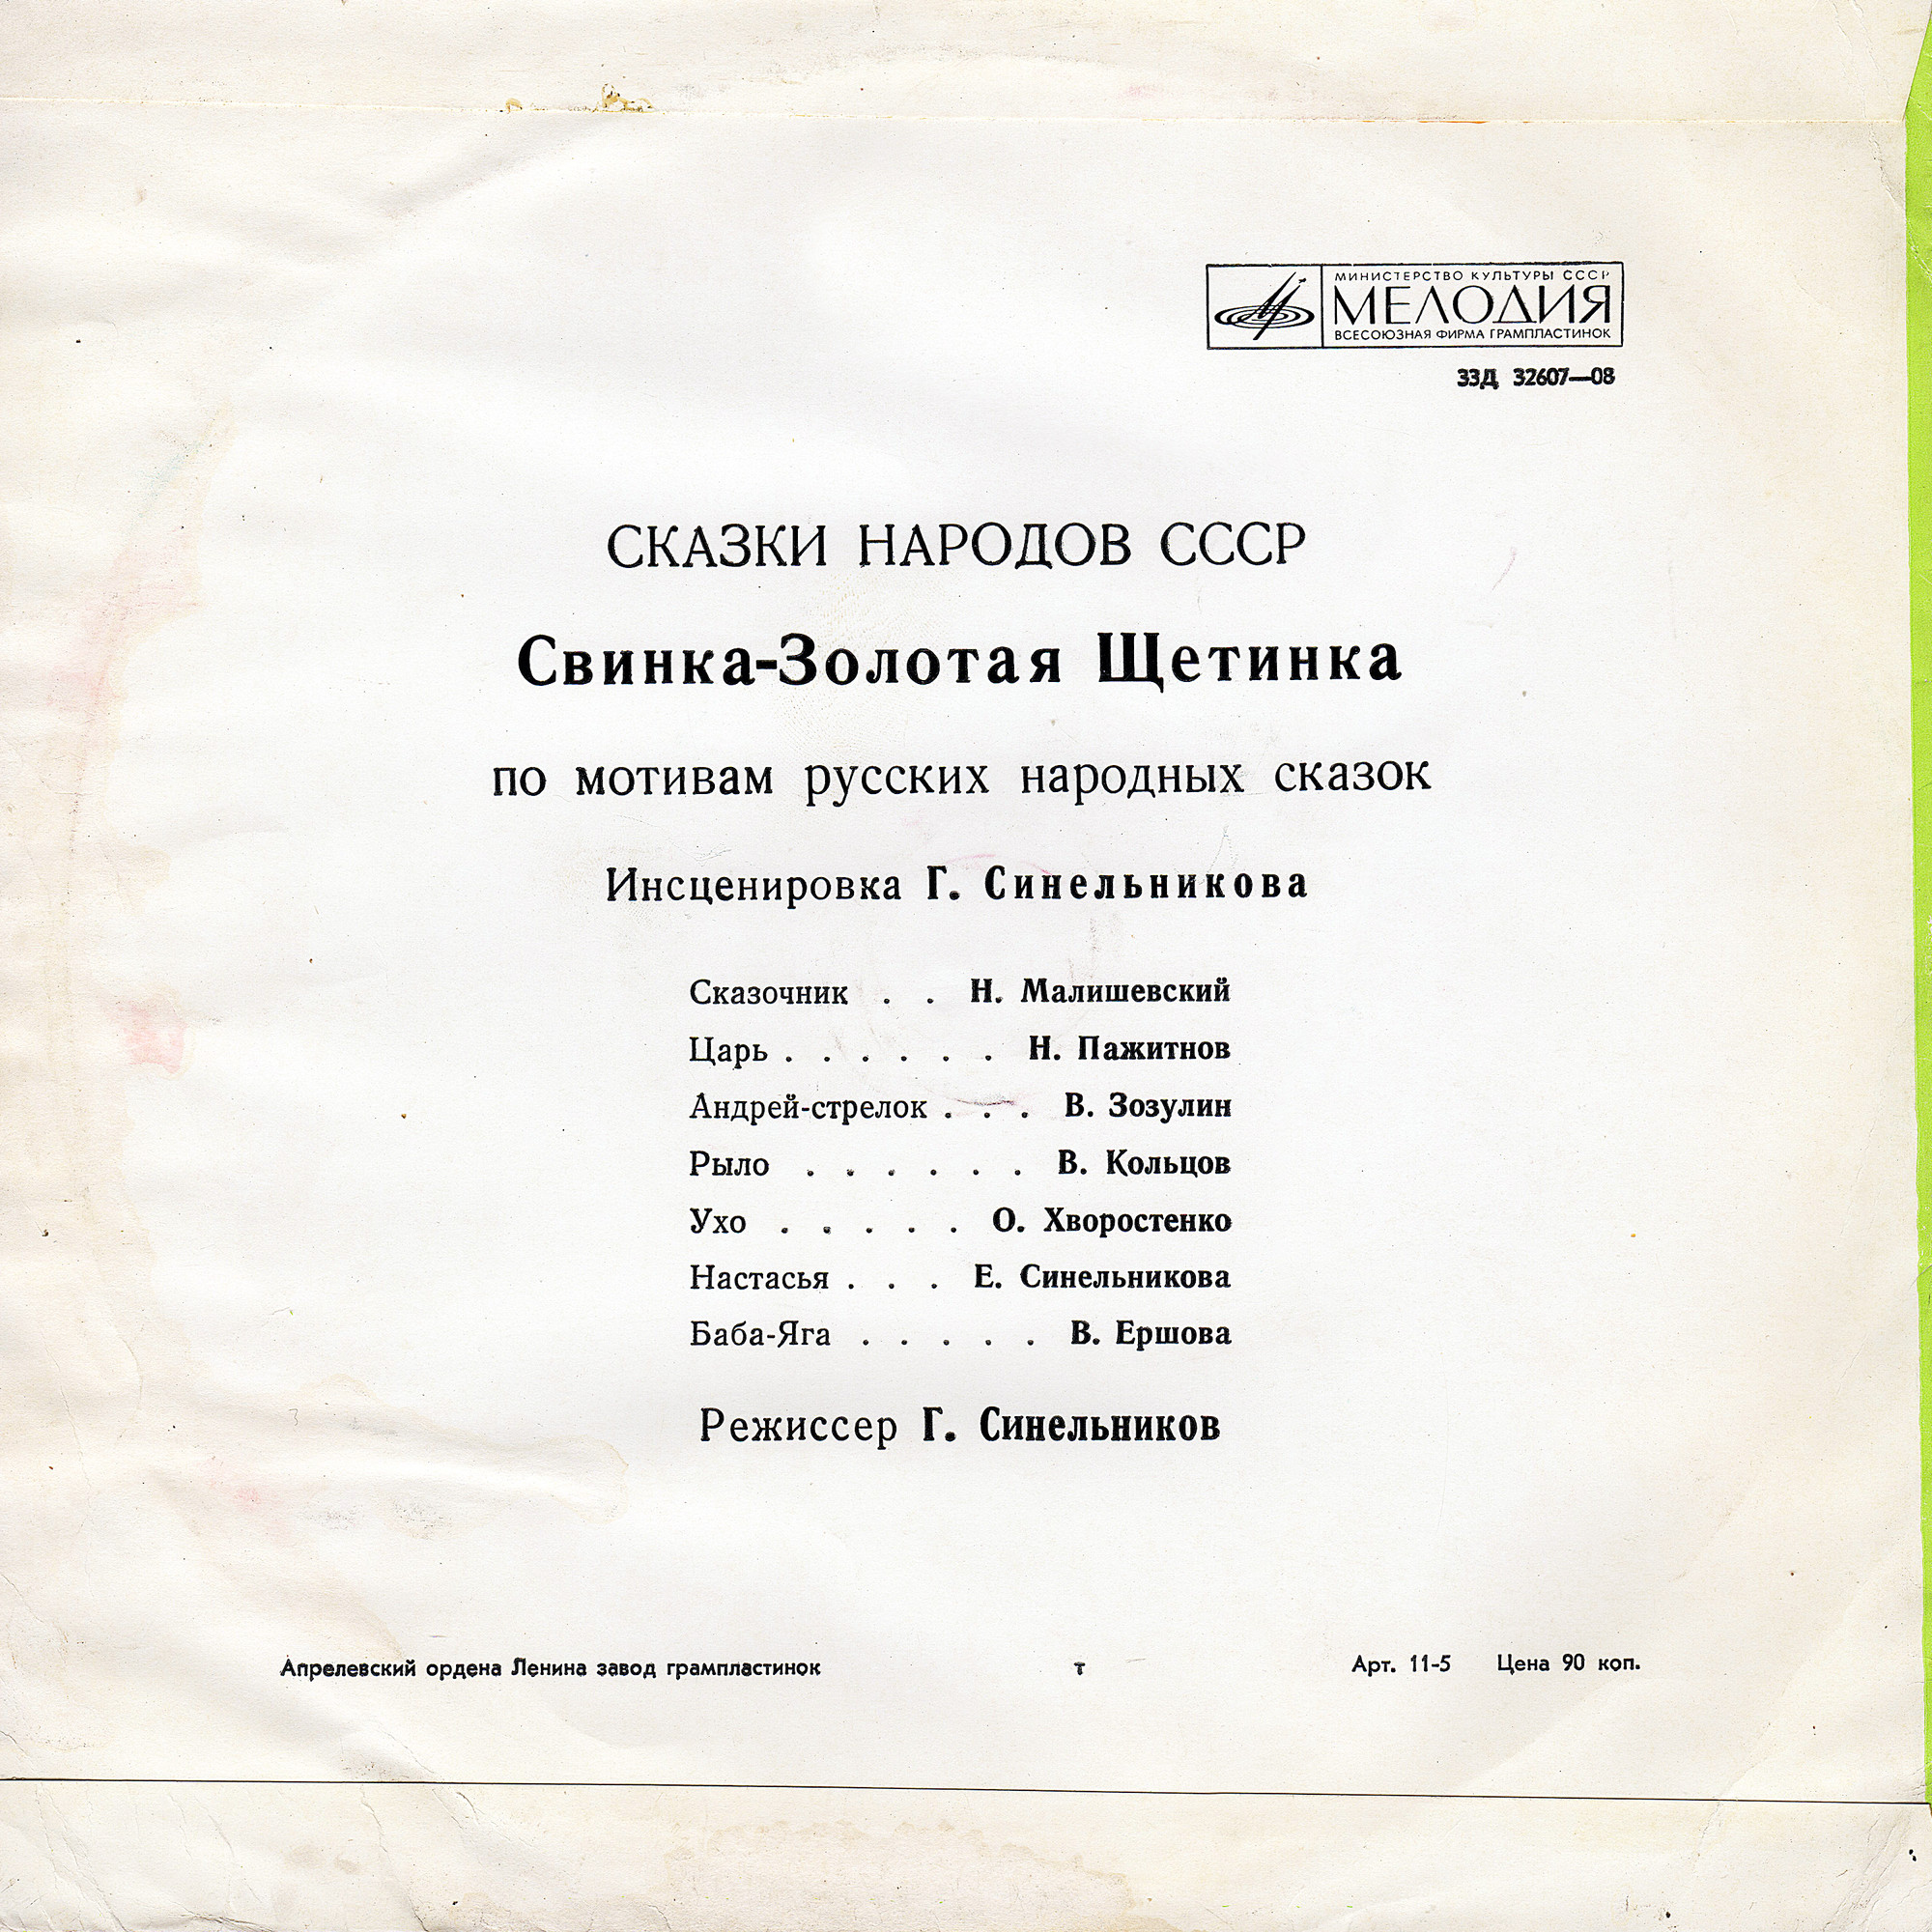 МИНИСТЕРСТВО КУЛЬТУРЫ СССР
МЕЛОДИЯ
ВСЕСОЮЗНАЯ ФИРМА ГРАМПЛАСТИНОК
33Д 32607—08
СКАЗКИ НАРОДОВ СССР
Свинка-Золотая Щетинка
по мотивам русских народных сказок
Инсценировка Г. Синельникова
Сказочник . . Н. Малишевский
Царь . . . . . . Н. Пажитнов
Андрей-стрелок . . . В. Зозулин
Рыло . . . . . . В. Кольцов
Ухо . . . . . О. Хворостенко
Настасья . . . Е. Синельникова
Баба-Яга . . . . . В. Ершова
Режиссер Г. Синельников
Апрелевский ордена Ленина завод грампластинок т Арт. 11-5 Цена 90 коп.